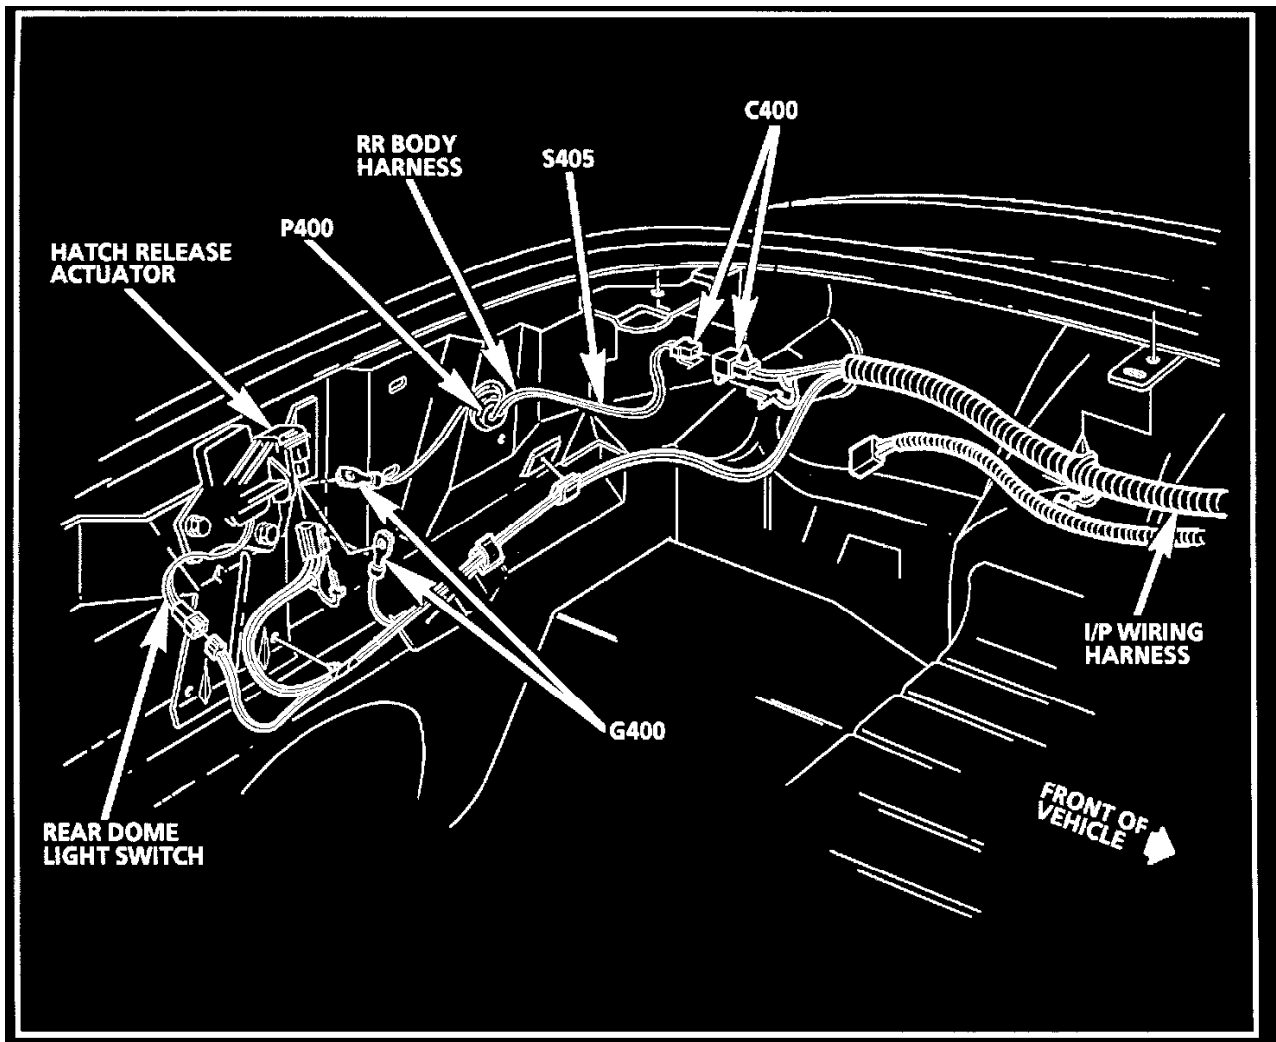 C400
RR BODY
HARNESS
S405
P400
HATCH RELEASE
ACTUATOR
I/P WIRING
HARNESS
G400
FRONT OF
VEHICLE
REAR DOME
LIGHT SWITCH